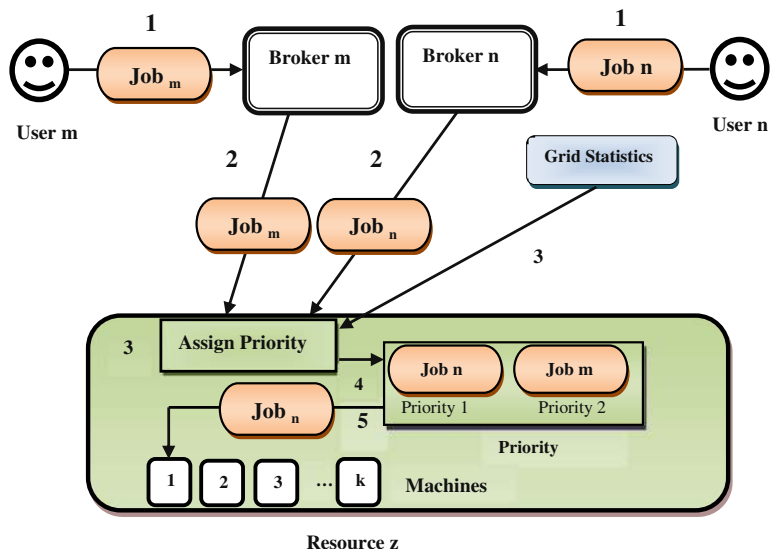 1
1
Job m
Broker m
Broker n
Job n
User m
User n
2
2
Grid Statistics
Job m
Job n
3
3
Assign Priority
4
Job n
Job m
Priority 1
Priority 2
Job n
5
Priority
1
2
3
...
k
Machines
Resource z